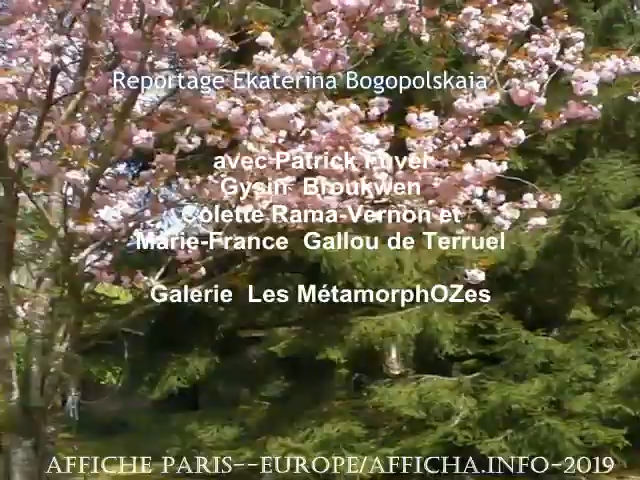 Reportage Ekaterina Bogopolskaia
avec Patrick
Gysin Broukwen
Colette Rama-Vernon et
Marie-France Gallou de Terruel
Galerie Les MétamorphOZes
AFFICHE PARIS--EUROPE/AFFICHA.INFO-2019